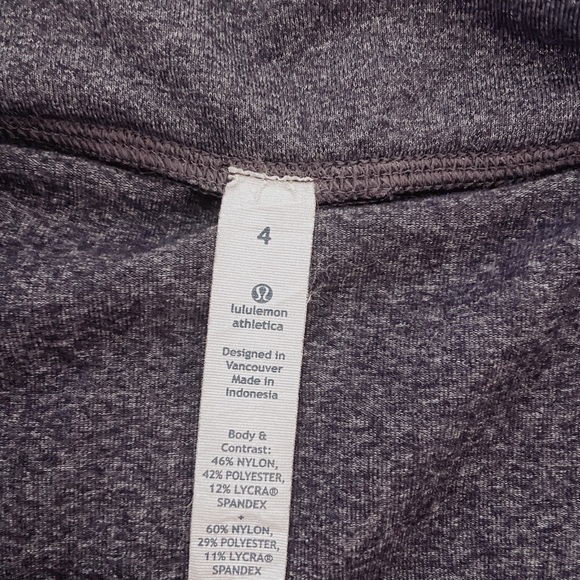 4
lululemon
athletica
Designed in
Vancouver
Made in
Indonesia
Body &
Contrast:
46% NYLON,
42% POLYESTER,
12% LYCRA®
SPANDEX
+
60% NYLON,
29% POLYESTER,
11% LYCRA®
SPANDEX